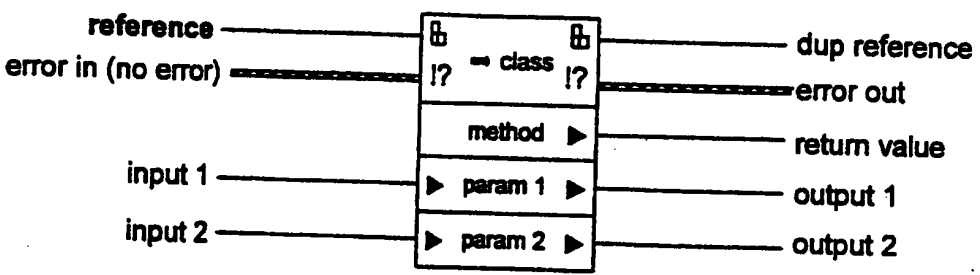 reference
dup reference
error in (no error)
!? class !?
error out
method
return value
input 1
param 1
output 1
input 2
param 2
output 2